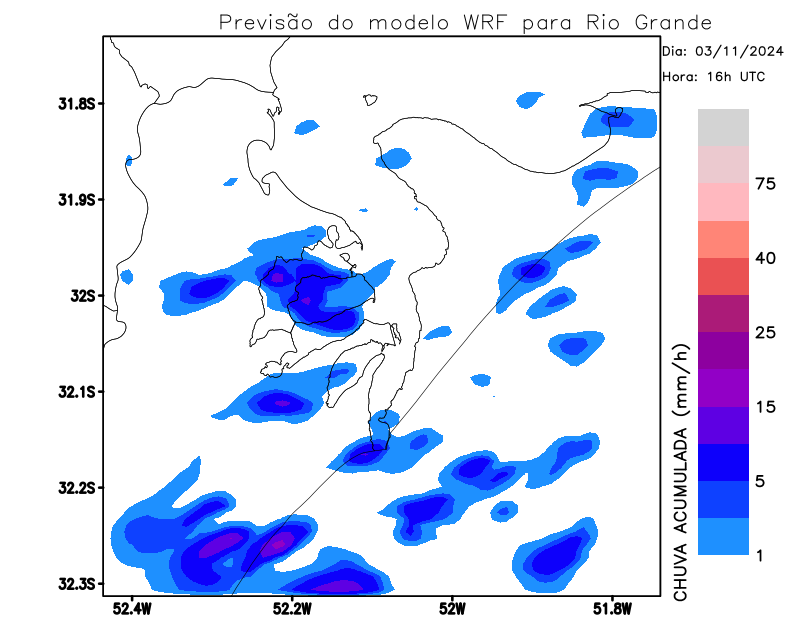 Previsão do modelo WRF para Rio Grande
Dia: 03/11/2024
Hora: 16h UTC
31.8S
31.9S
32S
32.1S
32.2S
32.3S
52.4W
52.2W
52W
51.8W
75
40
25
15
5
1
CHUVA ACUMULADA (mm/h)